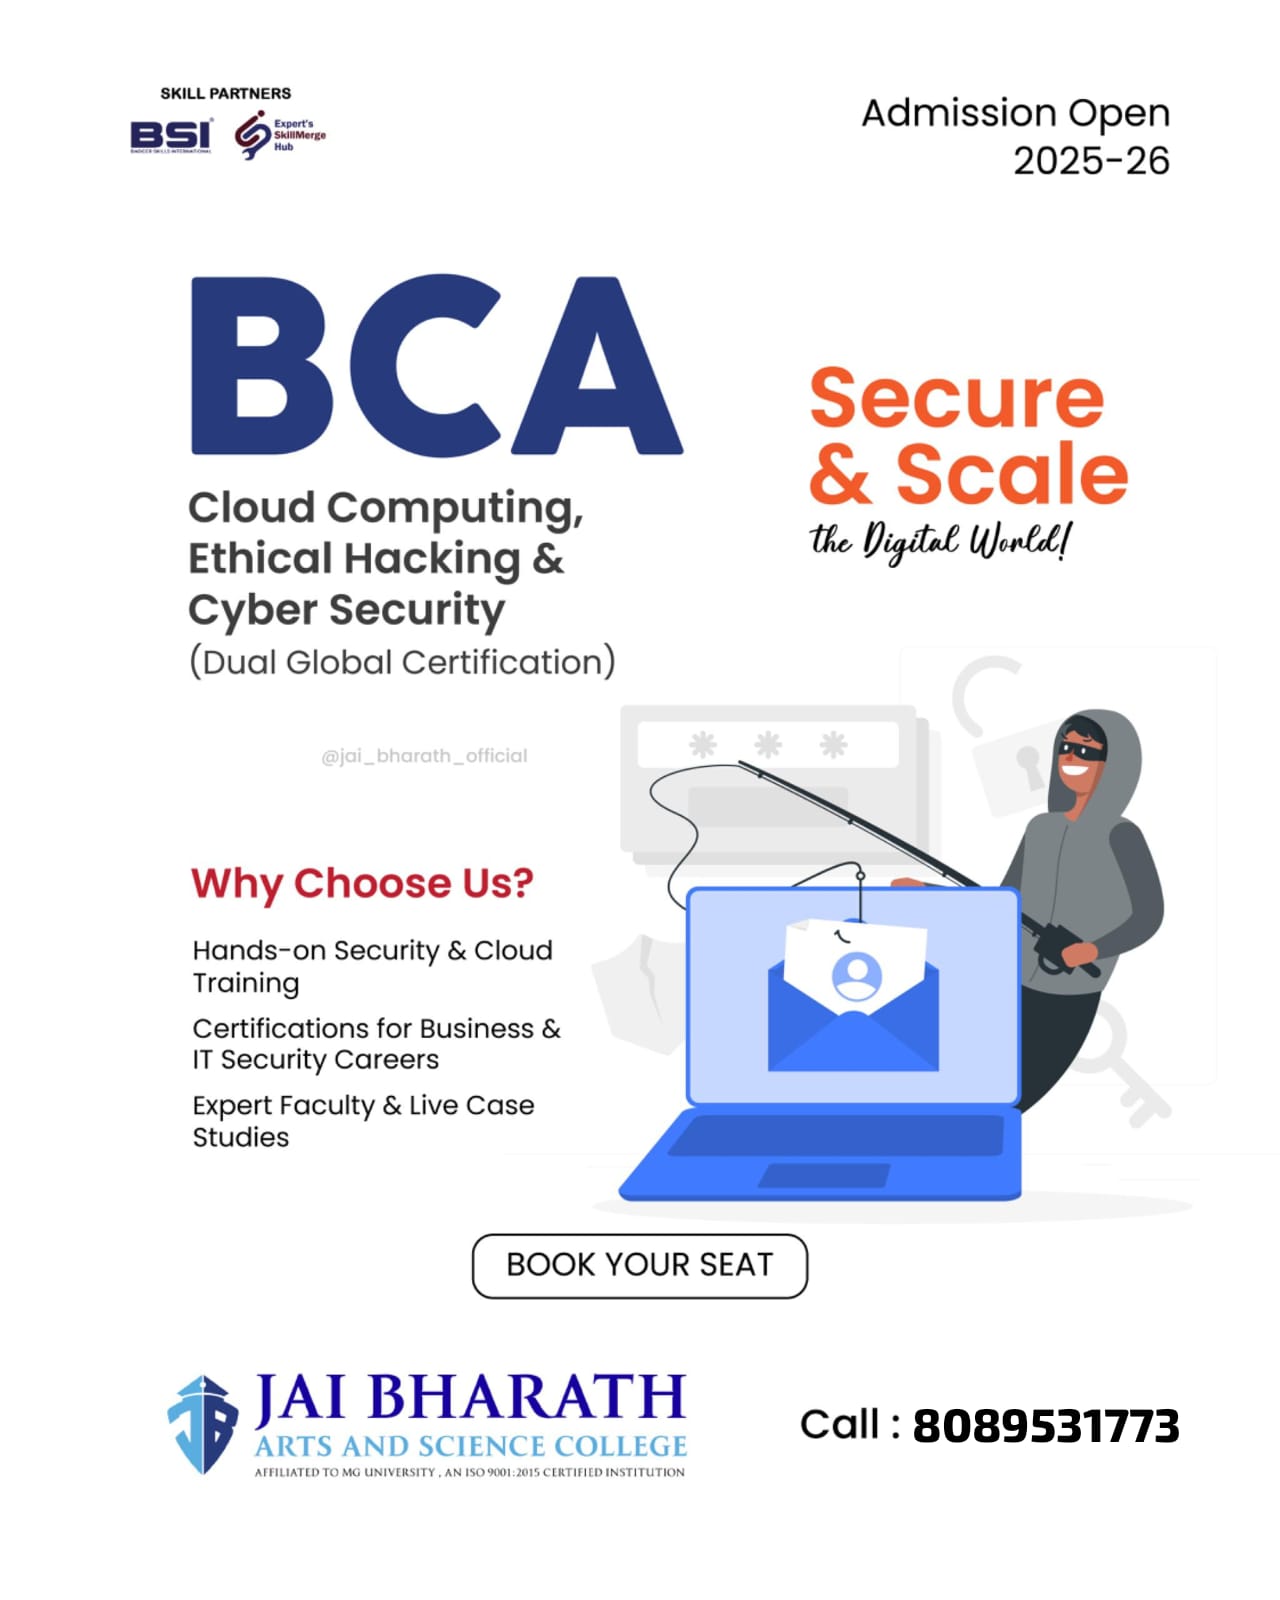 SKILL PARTNERS
BSI
BADGER SKILLS INTERNATIONAL
Expert's
SkillMerge
Hub
Admission Open
2025-26
BCA
Cloud Computing,
Ethical Hacking &
Cyber Security
(Dual Global Certification)
Secure
& Scale
the Digital World!
@jai_bharath_official
Why Choose Us?
Hands-on Security & Cloud
Training
Certifications for Business &
IT Security Careers
Expert Faculty & Live Case
Studies
BOOK YOUR SEAT
JAI BHARATH
ARTS AND SCIENCE COLLEGE
AFFILIATED TO MG UNIVERSITY , AN ISO 9001:2015 CERTIFIED INSTITUTION
Call : 8089531773